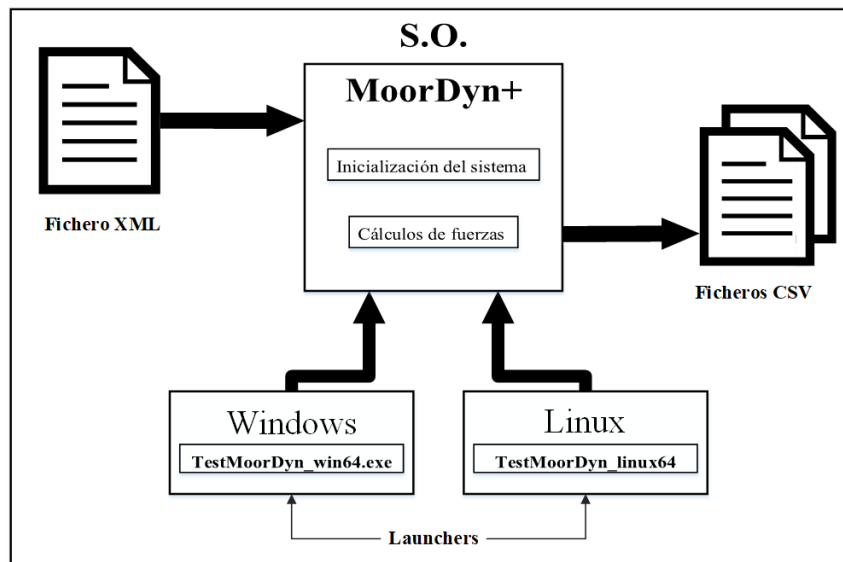 S.O.
MoorDyn+
Inicialización del sistema
Cálculos de fuerzas
Fichero XML
Ficheros CSV
Windows
TestMoorDyn_win64.exe
Linux
TestMoorDyn_linux64
Launchers